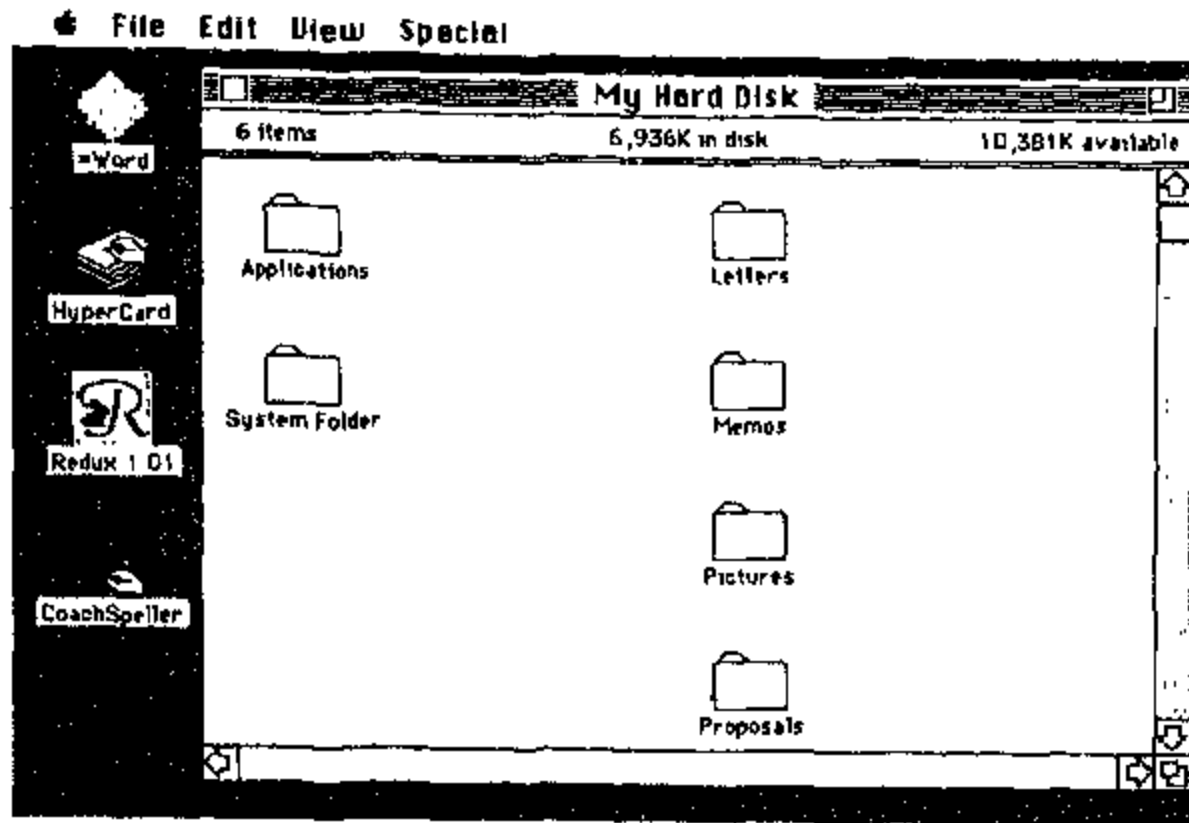 File Edit View Special
My Hard Disk
6 items 6,936K in disk 10,381K available
=Word
HyperCard
Redux 1.01
CoachSpeller
Applications
System Folder
Letters
Memos
Pictures
Proposals